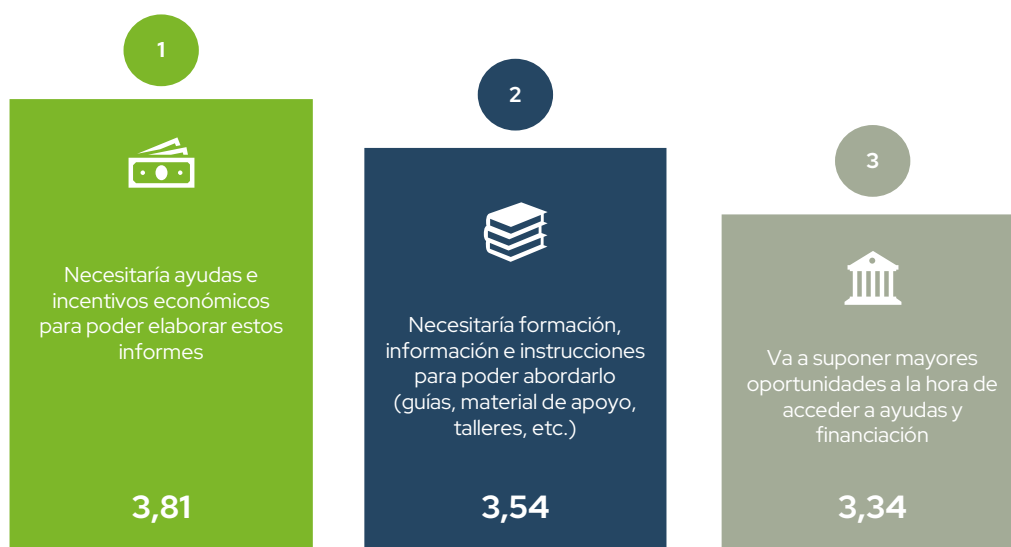 1
Necesitaría ayudas e
incentivos económicos
para poder elaborar estos
informes
3,81
2
Necesitaría formación,
información e instrucciones
para poder abordarlo
(guías, material de apoyo,
talleres, etc.)
3,54
3
Va a suponer mayores
oportunidades a la hora de
acceder a ayudas y
financiación
3,34